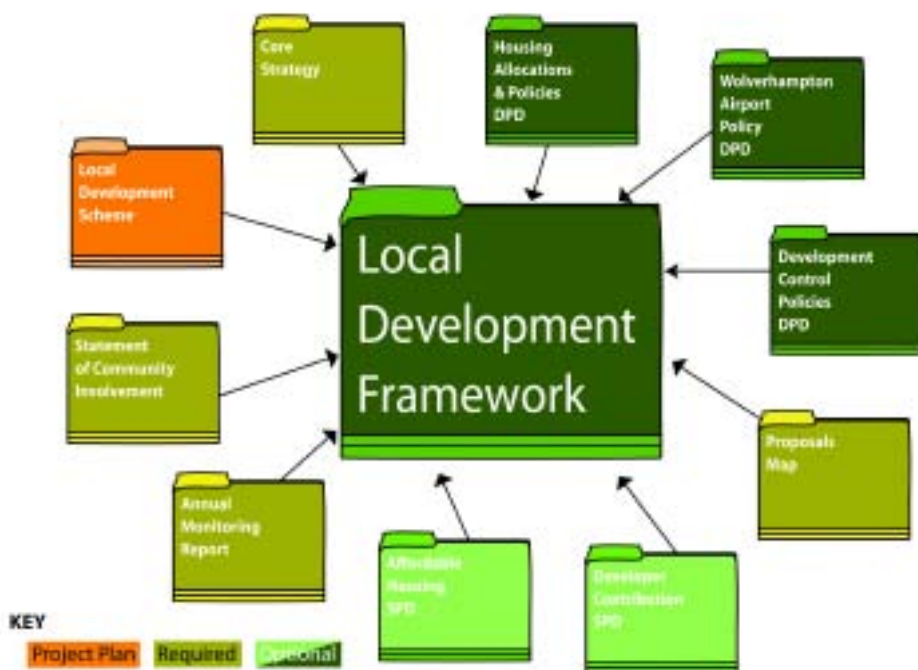 Core
Strategy
Housing
Allocations
& Policies
DPD
Wolverhampton
Airport
Policy
DPD
Local
Development
Scheme
Local
Development
Framework
Development
Control
Policies
DPD
Statement
of Community
Involvement
Proposals
Map
Annual
Monitoring
Report
Affordable
Housing
SPD
Developer
Contribution
SPD
KEY
Project Plan
Required
Optional